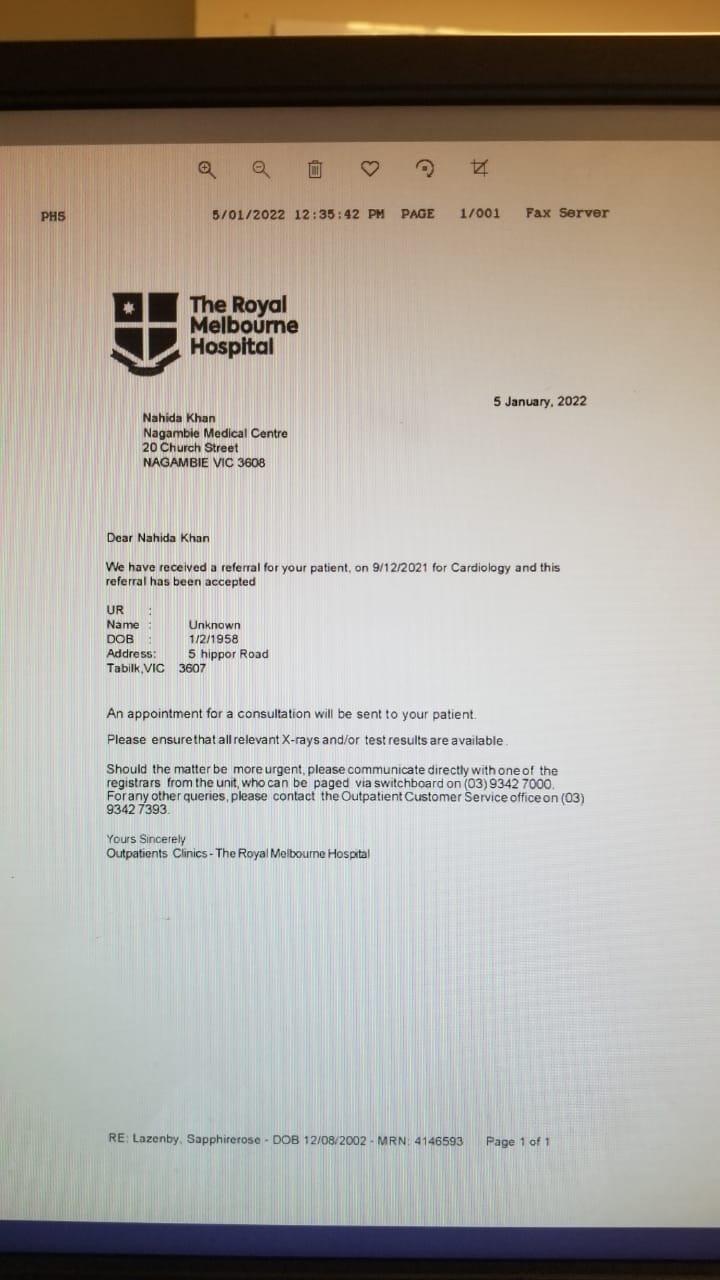 PHS 5/01/2022 12:35:42 PM PAGE 1/001 Fax Server
The Royal
Melbourne
Hospital
5 January, 2022
Nahida Khan
Nagambie Medical Centre
20 Church Street
NAGAMBIE VIC 3608
Dear Nahida Khan
We have received a referral for your patient, on 9/12/2021 for Cardiology and this
referral has been accepted
UR :
Name : Unknown
DOB : 1/2/1958
Address: 5 hippor Road
Tabilk,VIC 3607
An appointment for a consultation will be sent to your patient.
Please ensure that all relevant X-rays and/or test results are available.
Should the matter be more urgent, please communicate directly with one of the
registrars from the unit, who can be paged via switchboard on (03) 9342 7000.
For any other queries, please contact the Outpatient Customer Service office on (03)
9342 7393.
Yours Sincerely
Outpatients Clinics - The Royal Melbourne Hospital
RE: Lazenby, Sapphirerose - DOB 12/08/2002 - MRN: 4146593 Page 1 of 1